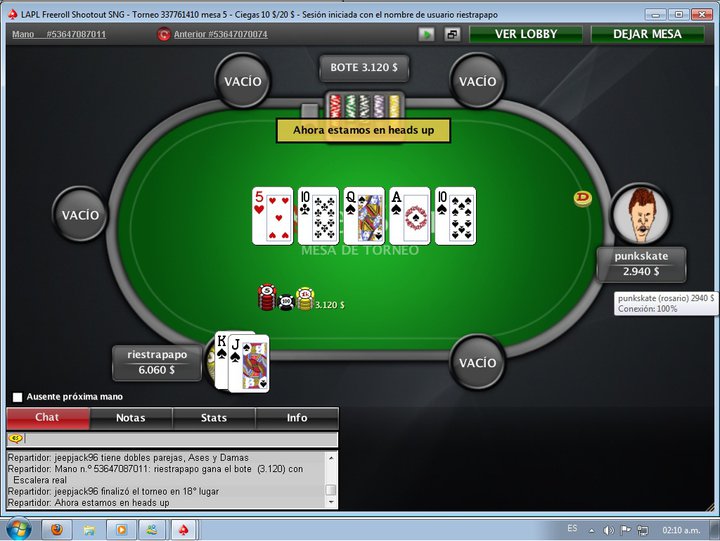 LAPL Freeroll Shootout SNG - Torneo 337761410 mesa 5 - Ciegas 10 $/20 $ - Sesión iniciada con el nombre de usuario riestrapapo
Mano #53647087011 Anterior #53647070074 VER LOBBY DEJAR MESA
BOTE 3.120 $
VACÍO VACÍO
Ahora estamos en heads up
5 10 Q A 10
VACÍO
D
MESA DE TORNEO
punkskate
2.940 $
punkskate (rosario) 2940 $
Conexión: 100%
3.120 $
K J
riestrapapo
6.060 $
VACÍO
Ausente próxima mano
Chat Notas Stats Info
Repartidor: jeepjack96 tiene dobles parejas, Ases y Damas
Repartidor: Mano n.º 53647087011: riestrapapo gana el bote (3.120) con
Escalera real
Repartidor: jeepjack96 finalizó el torneo en 18° lugar
Repartidor: Ahora estamos en heads up
ES 02:10 a.m.